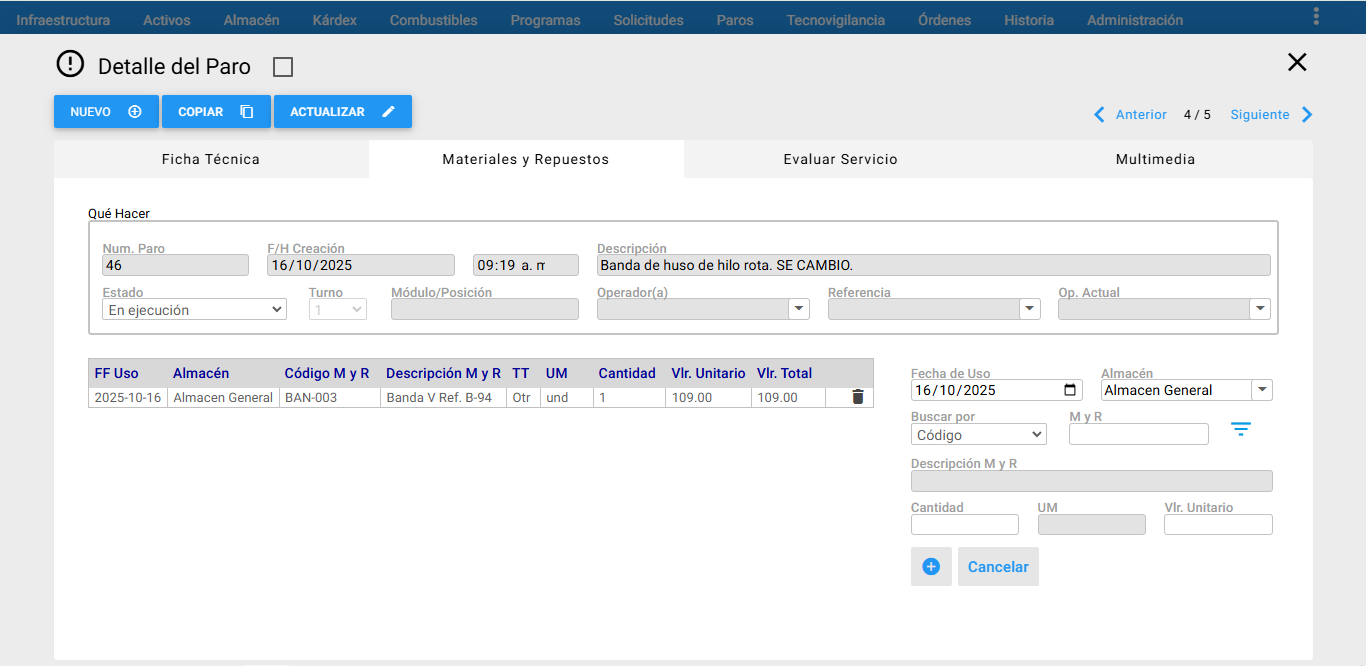 Infraestructura Activos Almacén Kárdex Combustibles Programas Solicitudes Paros Tecnovigilancia Órdenes Historia Administración
Detalle del Paro
NUEVO COPIAR ACTUALIZAR
Anterior 4 / 5 Siguiente
Ficha Técnica Materiales y Repuestos Evaluar Servicio Multimedia
Qué Hacer
Num. Paro F/H Creación Descripción
46 16/10/2025 09:19 a. m Banda de huso de hilo rota. SE CAMBIO.
Estado Turno Módulo/Posición Operador(a) Referencia Op. Actual
En ejecución 1
FF Uso Almacén Código M y R Descripción M y R TT UM Cantidad Vlr. Unitario Vlr. Total
2025-10-16 Almacen General BAN-003 Banda V Ref. B-94 Otr und 1 109.00 109.00
Fecha de Uso Almacén
16/10/2025 Almacen General
Buscar por M y R
Código
Descripción M y R
Cantidad UM Vlr. Unitario
Cancelar